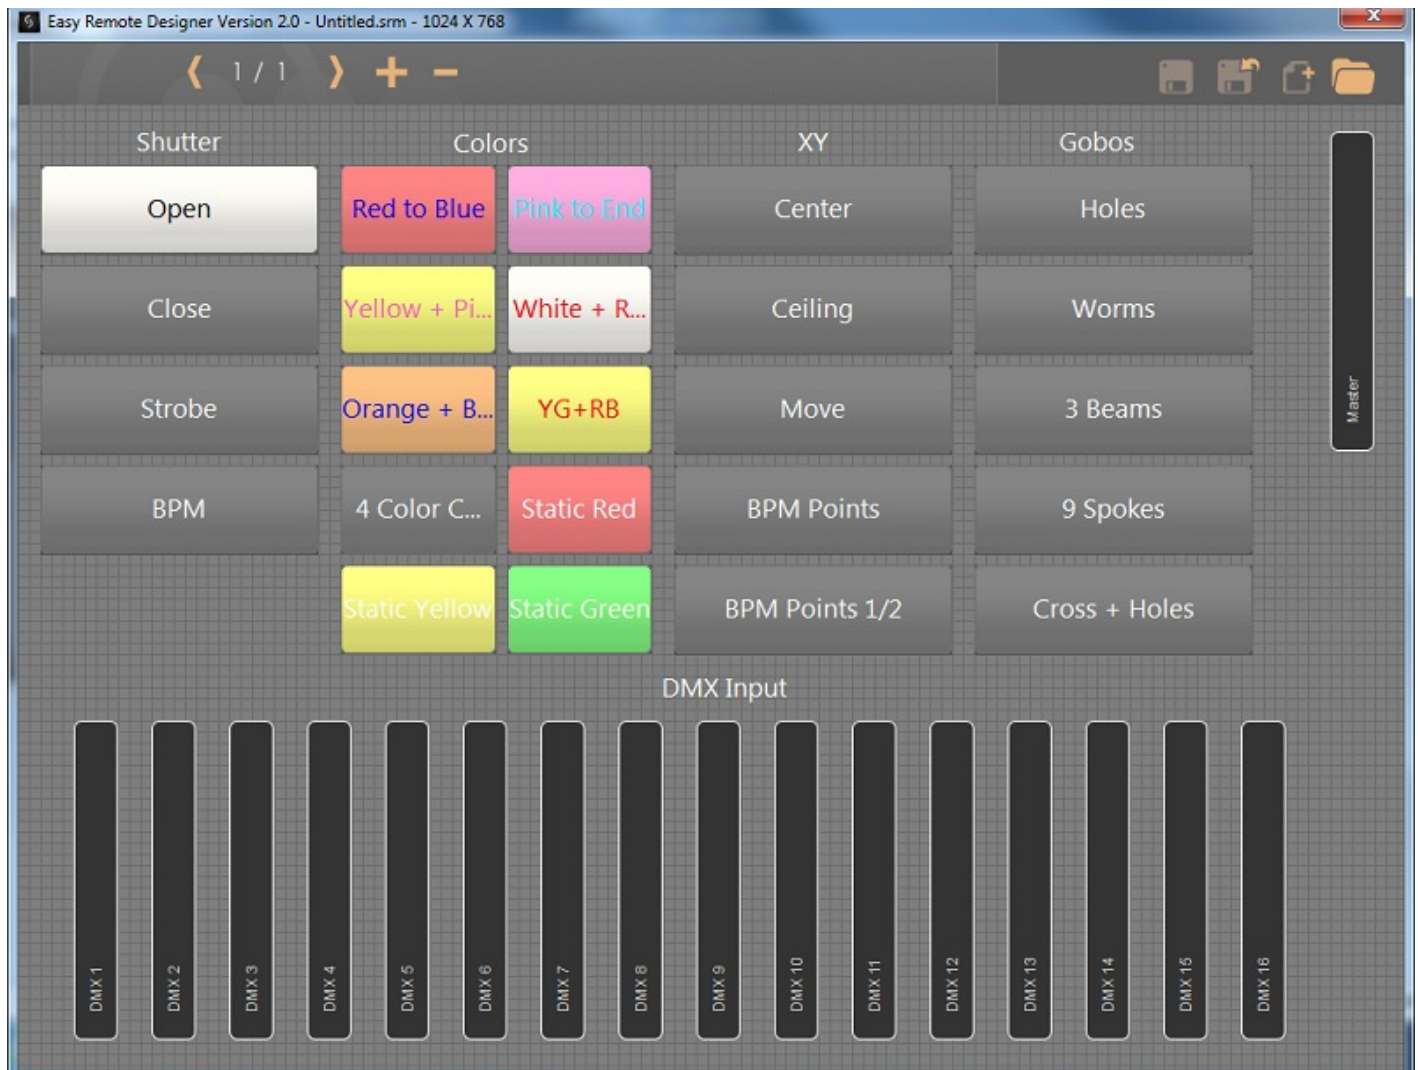 Easy Remote Designer Version 2.0 - Untitled.srm - 1024 X 768
1 / 1
Shutter Colors XY Gobos
Open Red to Blue Pink to End Center Holes
Close Yellow + Pi... White + R... Ceiling Worms
Strobe Orange + B... YG+RB Move 3 Beams
Master
BPM 4 Color C... Static Red BPM Points 9 Spokes
Static Yellow Static Green BPM Points 1/2 Cross + Holes
DMX Input
DMX 1 DMX 2 DMX 3 DMX 4 DMX 5 DMX 6 DMX 7 DMX 8 DMX 9 DMX 10 DMX 11 DMX 12 DMX 13 DMX 14 DMX 15 DMX 16